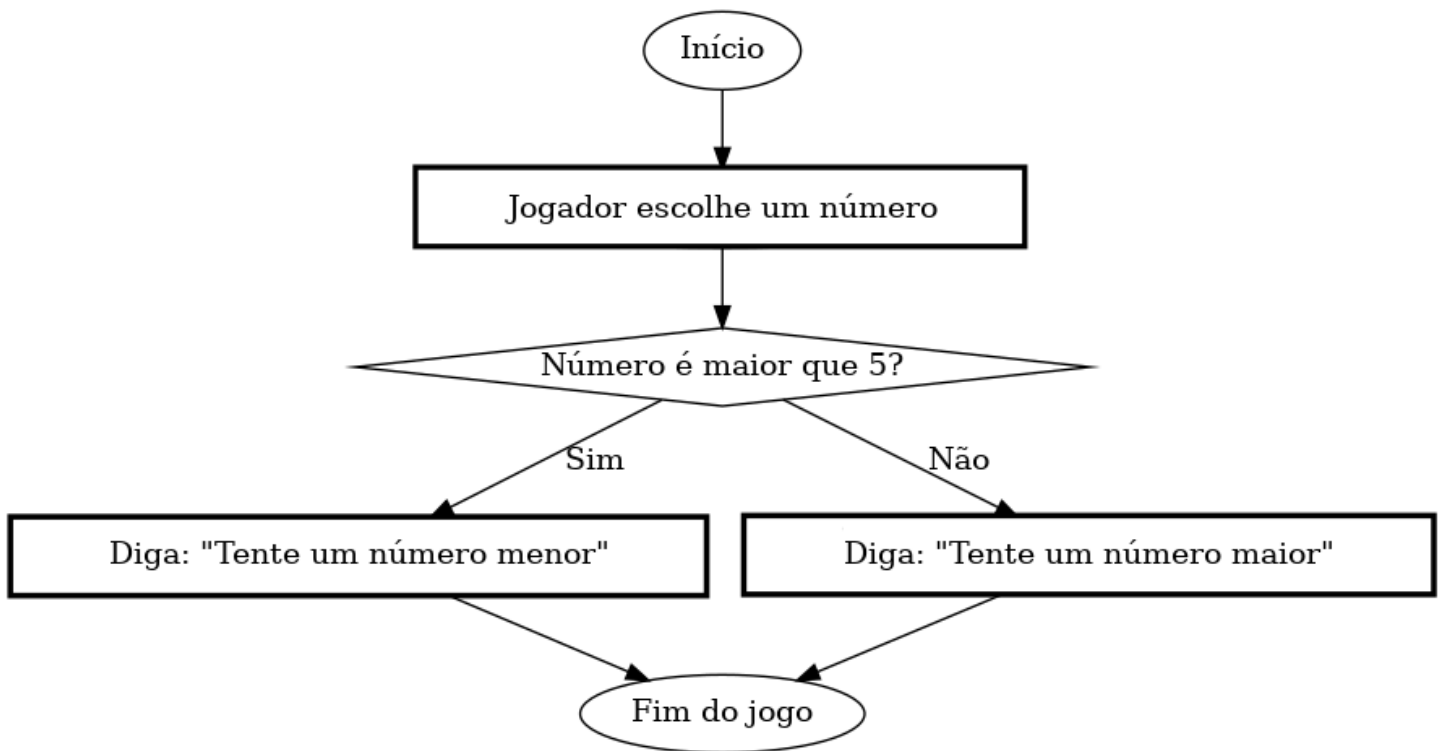 Início
Jogador escolhe um número
Número é maior que 5?
Sim
Não
Diga: "Tente um número menor"
Diga: "Tente um número maior"
Fim do jogo